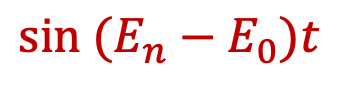 sin (Eₙ − E₀)t